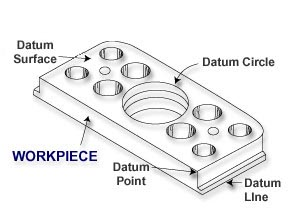 Datum
Surface
Datum Circle
WORKPIECE
Datum
Point
Datum
LIne